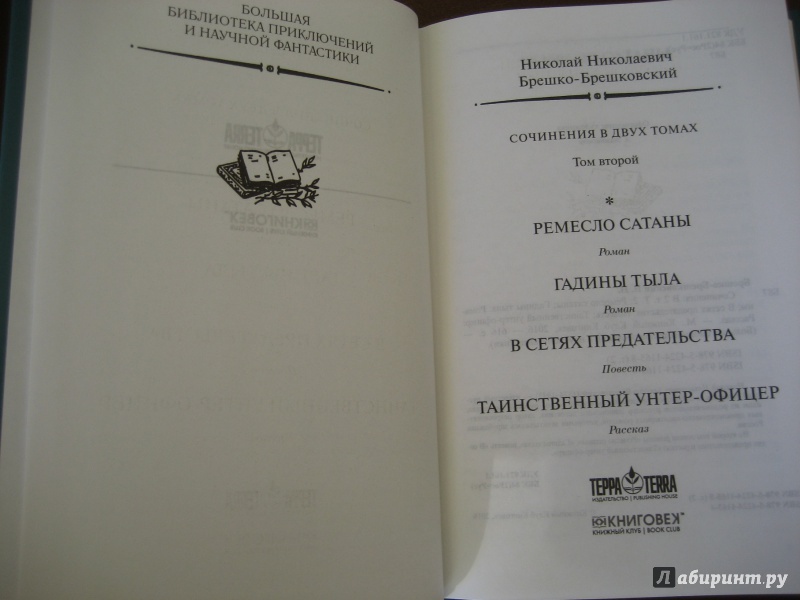 БОЛЬШАЯ
БИБЛИОТЕКА ПРИКЛЮЧЕНИЙ
И НАУЧНОЙ ФАНТАСТИКИ
Николай Николаевич
Брешко-Брешковский
СОЧИНЕНИЯ В ДВУХ ТОМАХ
Том второй
*
РЕМЕСЛО САТАНЫ
Роман
ГАДИНЫ ТЫЛА
Роман
В СЕТЯХ ПРЕДАТЕЛЬСТВА
Повесть
ТАИНСТВЕННЫЙ УНТЕР-ОФИЦЕР
Рассказ
ТЕРРА TERRA
ИЗДАТЕЛЬСТВО | PUBLISHING HOUSE
КНИГОВЕК™
КНИЖНЫЙ КЛУБ | BOOK CLUB
Лабиринт.ру